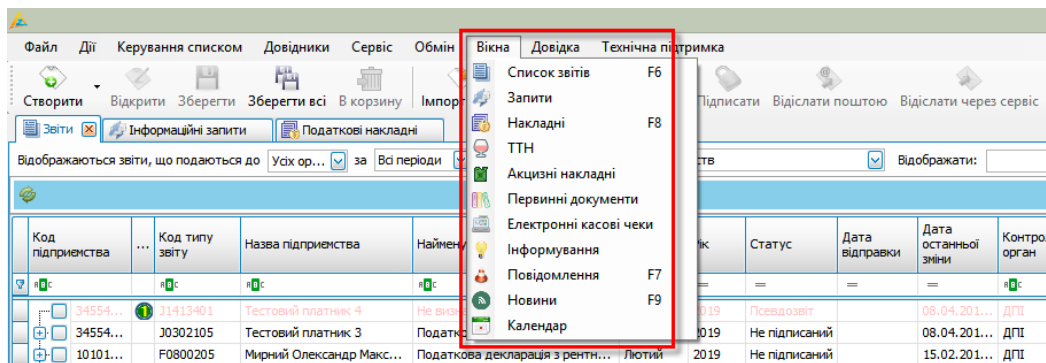 Файл Дії Керування списком Довідники Сервіс Обмін Вікна Довідка Технічна підтримка
Створити Відкрити Зберегти Зберегти всі В корзину Імпорт Підписати Відіслати поштою Відіслати через сервіс
Звіти Інформаційні запити Податкові накладні
Відображаються звіти, що подаються до Усіх ор... за Всі періоди Відображати:
Список звітів F6
Запити
Накладні F8
ТТН
Акцизні накладні
Первинні документи
Електронні касові чеки
Інформування
Повідомлення F7
Новини F9
Календар
Код підприємства ... Код типу звіту Назва підприємства Статус Дата відправки Дата останньої зміни
34554... J1413401 Тестовий платник 4 Не 2019 Псевдозвіт 08.04.201... ДПІ
34554... J0302105 Тестовий платник 3 2019 Не підписаний 08.04.201... ДПІ
10101... F0800205 Мирний Олександр Макс... Податкова декларація з рентн... Лютий 2019 Не підписаний 15.02.201... ДПІ